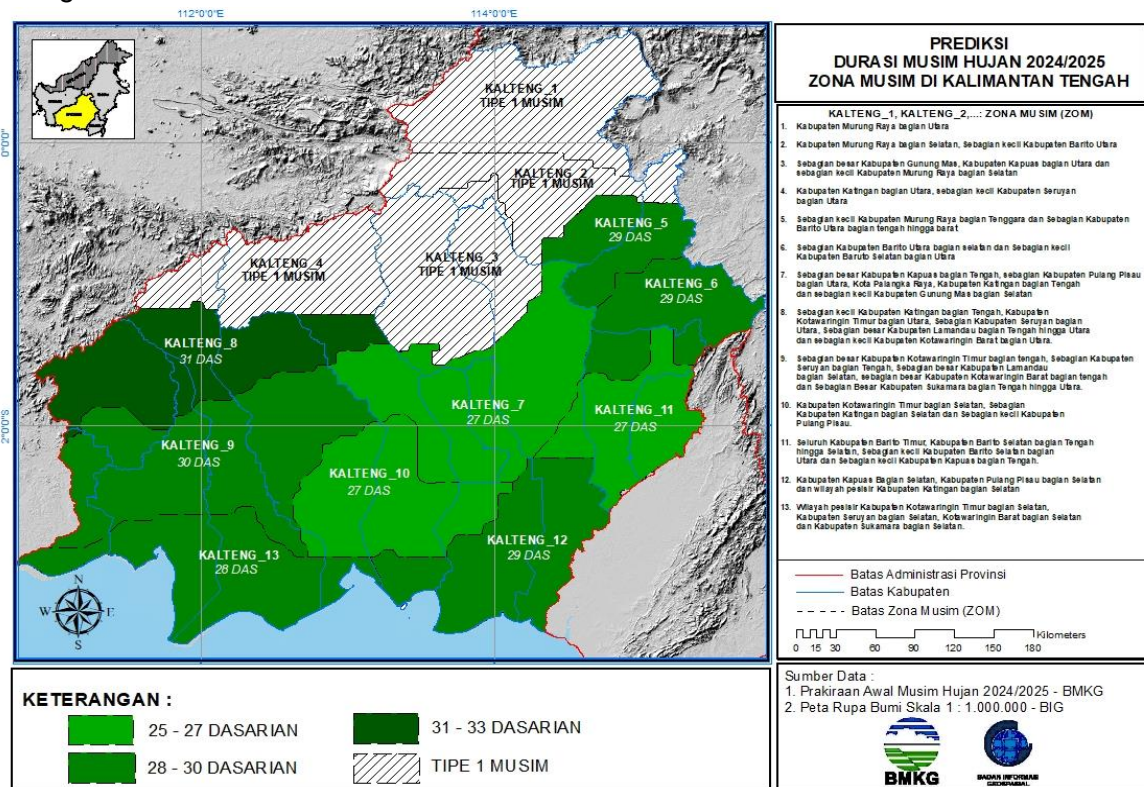 112°0'0"E
114°0'0"E
0°0'0"
2°0'0"S
KALTENG_1
TIPE 1 MUSIM
KALTENG_2
TIPE 1 MUSIM
KALTENG_3
TIPE 1 MUSIM
KALTENG_4
TIPE 1 MUSIM
KALTENG_5
29 DAS
KALTENG_6
29 DAS
KALTENG_8
31 DAS
KALTENG_7
27 DAS
KALTENG_11
27 DAS
KALTENG_9
30 DAS
KALTENG_10
27 DAS
KALTENG_12
29 DAS
KALTENG_13
28 DAS
N
W
E
S
PREDIKSI
DURASI MUSIM HUJAN 2024/2025
ZONA MUSIM DI KALIMANTAN TENGAH
KALTENG_1, KALTENG_2,...: ZONA MUSIM (ZOM)
1. Kabupaten Murung Raya bagian Utara
2. Kabupaten Murung Raya bagian Selatan, Sebagian kecil Kabupaten Barito Utara
3. Sebagian besar Kabupaten Gunung Mas, Kabupaten Kapuas bagian Utara dan
sebagian kecil Kabupaten Murung Raya bagian Selatan
4. Kabupaten Katingan bagian Utara, sebagian kecil Kabupaten Seruyan
bagian Utara
5. Sebagian kecil Kabupaten Murung Raya bagian Tenggara dan Sebagian Kabupaten
Barito Utara bagian tengah hingga barat
6. Sebagian Kabupaten Barito Utara bagian selatan dan Sebagian kecil
Kabupaten Baruto Selatan bagian Utara
7. Sebagian besar Kabupaten Kapuas bagian Tengah, sebagian Kabupaten Pulang Pisau
bagian Utara, Kota Palangka Raya, Kabupaten Katingan bagian Tengah
dan sebagian kecil Kabupaten Gunung Mas bagian Selatan
8. Sebagian kecil Kabupaten Katingan bagian Tengah, Kabupaten
Kotawaringin Timur bagian Utara, Sebagian Kabupaten Seruyan bagian
Utara, Sebagian besar Kabupaten Lamandau bagian Tengah hingga Utara
dan sebagian kecil Kabupaten Kotawaringin Barat bagian Utara.
9. Sebagian besar Kabupaten Kotawaringin Timur bagian tengah, Sebagian Kabupaten
Seruyan bagian Tengah, Sebagian besar Kabupaten Lamandau
bagian Selatan, sebagian besar Kabupaten Kotawaringin Barat bagian tengah
dan Sebagian Besar Kabupaten Sukamara bagian Tengah hingga Utara.
10. Kabupaten Kotawaringin Timur bagian Selatan, Sebagian
Kabupaten Katingan bagian Selatan dan Sebagian kecil Kabupaten
Pulang Pisau.
11. Seluruh Kabupaten Barito Timur, Kabupaten Barito Selatan bagian Tengah
hingga Selatan, Sebagian kecil Kabupaten Barito Selatan bagian
Utara dan Sebagian kecil Kabupaten Kapuas bagian Tengah.
12. Kabupaten Kapuas Bagian Selatan, Kabupaten Pulang Pisau bagian Selatan
dan wilayah pesisir Kabupaten Katingan bagian Selatan
13. Wilayah pesisir Kabupaten Kotawaringin Timur bagian Selatan,
Kabupaten Seruyan bagian Selatan, Kotawaringin Barat bagian Selatan
dan Kabupaten Sukamara bagian Selatan.
Batas Administrasi Provinsi
Batas Kabupaten
Batas Zona Musim (ZOM)
Kilometers
0 15 30 60 90 120 150 180
KETERANGAN :
25 - 27 DASARIAN
31 - 33 DASARIAN
28 - 30 DASARIAN
TIPE 1 MUSIM
Sumber Data :
1. Prakiraan Awal Musim Hujan 2024/2025 - BMKG
2. Peta Rupa Bumi Skala 1 : 1.000.000 - BIG
BMKG
BADAN INFORMASI
GEOSPASIAL